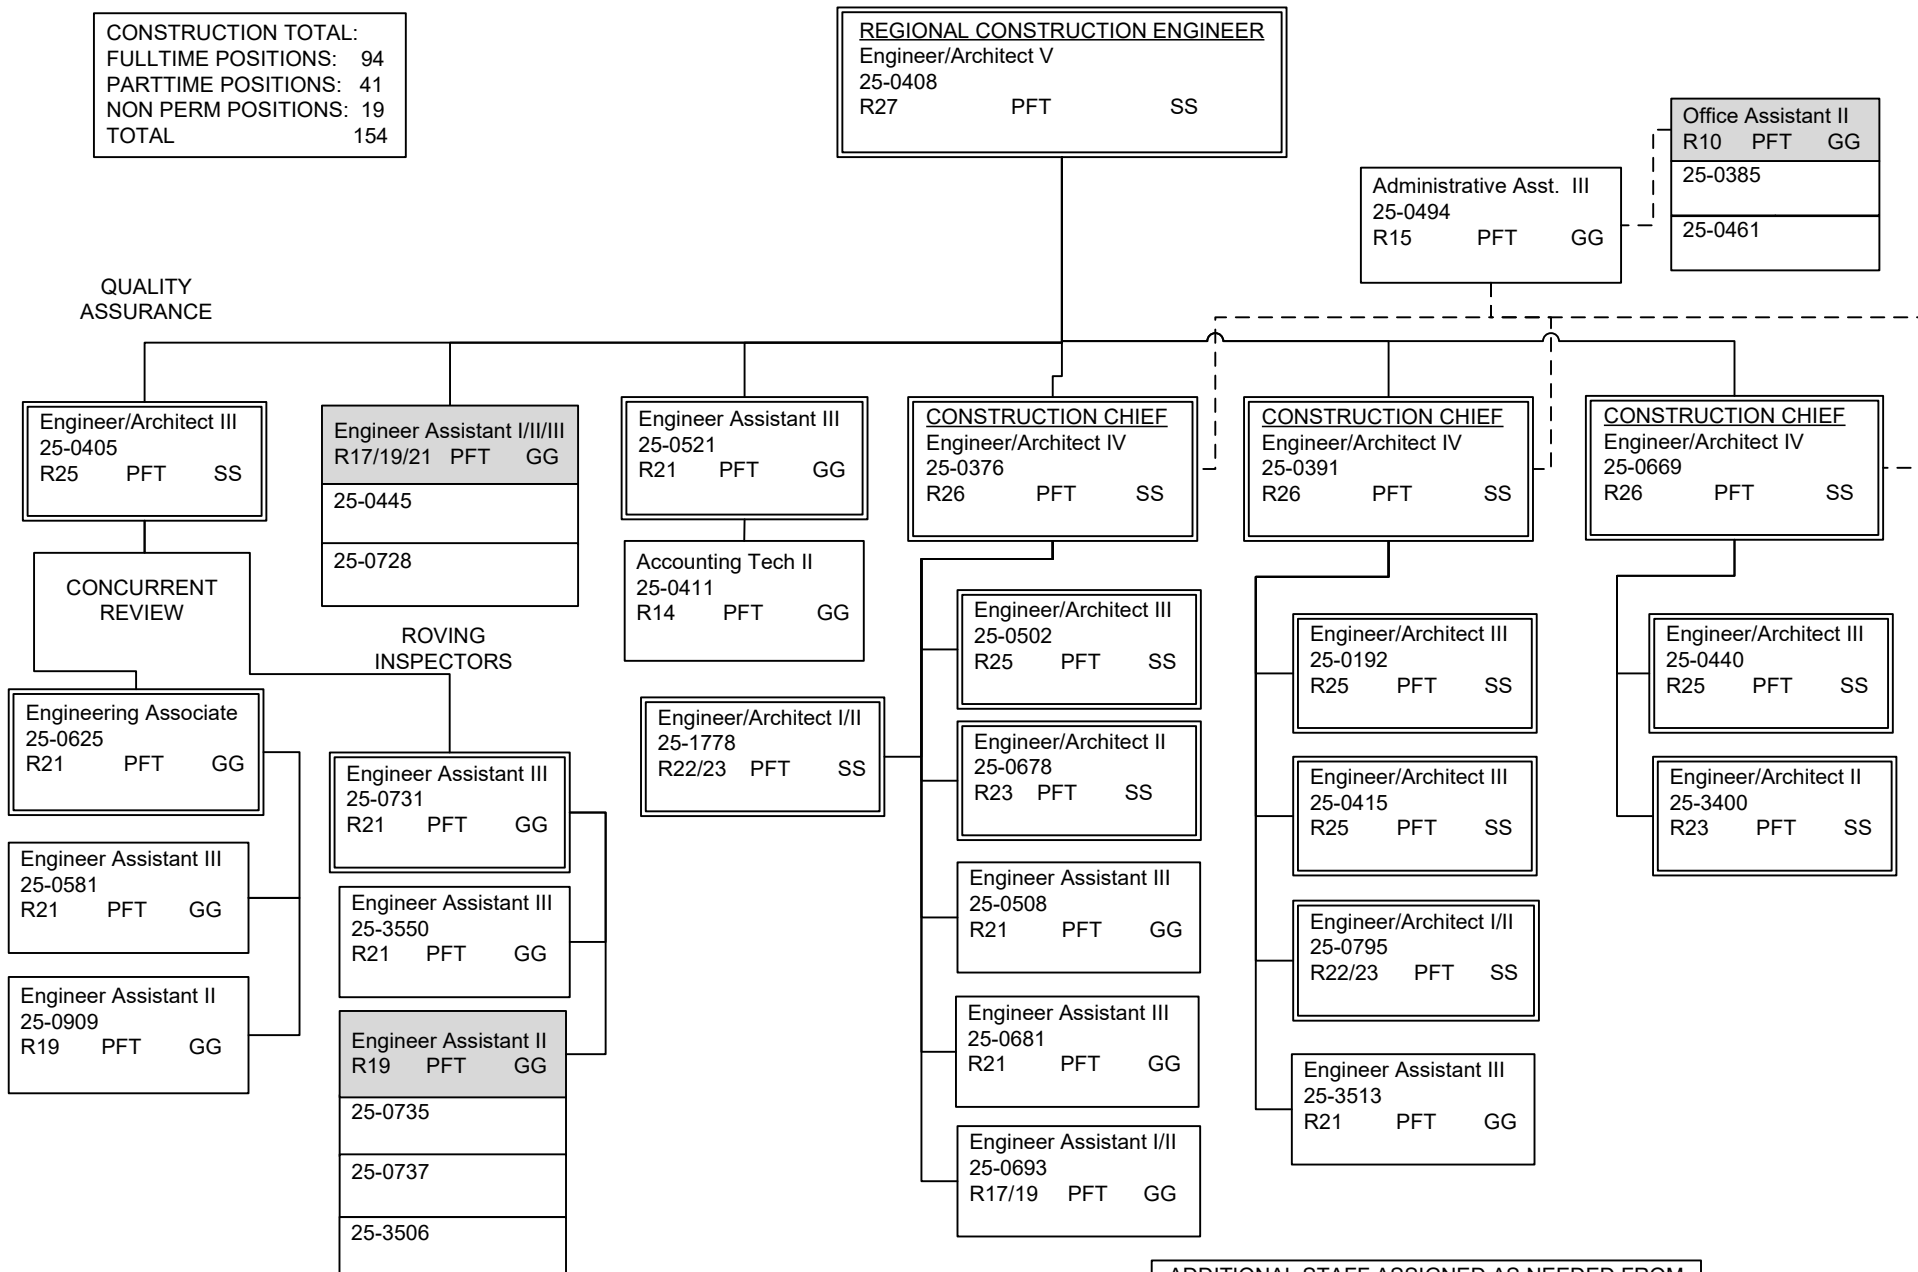 CONSTRUCTION TOTAL:
FULLTIME POSITIONS: 94
PARTTIME POSITIONS: 41
NON PERM POSITIONS: 19
TOTAL 154
REGIONAL CONSTRUCTION ENGINEER
Engineer/Architect V
25-0408
R27 PFT SS
Office Assistant II
R10 PFT GG
25-0385
25-0461
Administrative Asst. III
25-0494
R15 PFT GG
QUALITY
ASSURANCE
Engineer/Architect III
25-0405
R25 PFT SS
Engineer Assistant I/II/III
R17/19/21 PFT GG
25-0445
25-0728
Engineer Assistant III
25-0521
R21 PFT GG
Accounting Tech II
25-0411
R14 PFT GG
CONSTRUCTION CHIEF
Engineer/Architect IV
25-0376
R26 PFT SS
CONSTRUCTION CHIEF
Engineer/Architect IV
25-0391
R26 PFT SS
CONSTRUCTION CHIEF
Engineer/Architect IV
25-0669
R26 PFT SS
CONCURRENT
REVIEW
ROVING
INSPECTORS
Engineering Associate
25-0625
R21 PFT GG
Engineer Assistant III
25-0581
R21 PFT GG
Engineer Assistant II
25-0909
R19 PFT GG
Engineer Assistant III
25-0731
R21 PFT GG
Engineer Assistant III
25-3550
R21 PFT GG
Engineer Assistant II
R19 PFT GG
25-0735
25-0737
25-3506
Engineer/Architect I/II
25-1778
R22/23 PFT SS
Engineer/Architect III
25-0502
R25 PFT SS
Engineer/Architect II
25-0678
R23 PFT SS
Engineer Assistant III
25-0508
R21 PFT GG
Engineer Assistant III
25-0681
R21 PFT GG
Engineer Assistant I/II
25-0693
R17/19 PFT GG
Engineer/Architect III
25-0192
R25 PFT SS
Engineer/Architect III
25-0415
R25 PFT SS
Engineer/Architect I/II
25-0795
R22/23 PFT SS
Engineer Assistant III
25-3513
R21 PFT GG
Engineer/Architect III
25-0440
R25 PFT SS
Engineer/Architect II
25-3400
R23 PFT SS
ADDITIONAL STAFF ASSIGNED AS NEEDED FROM